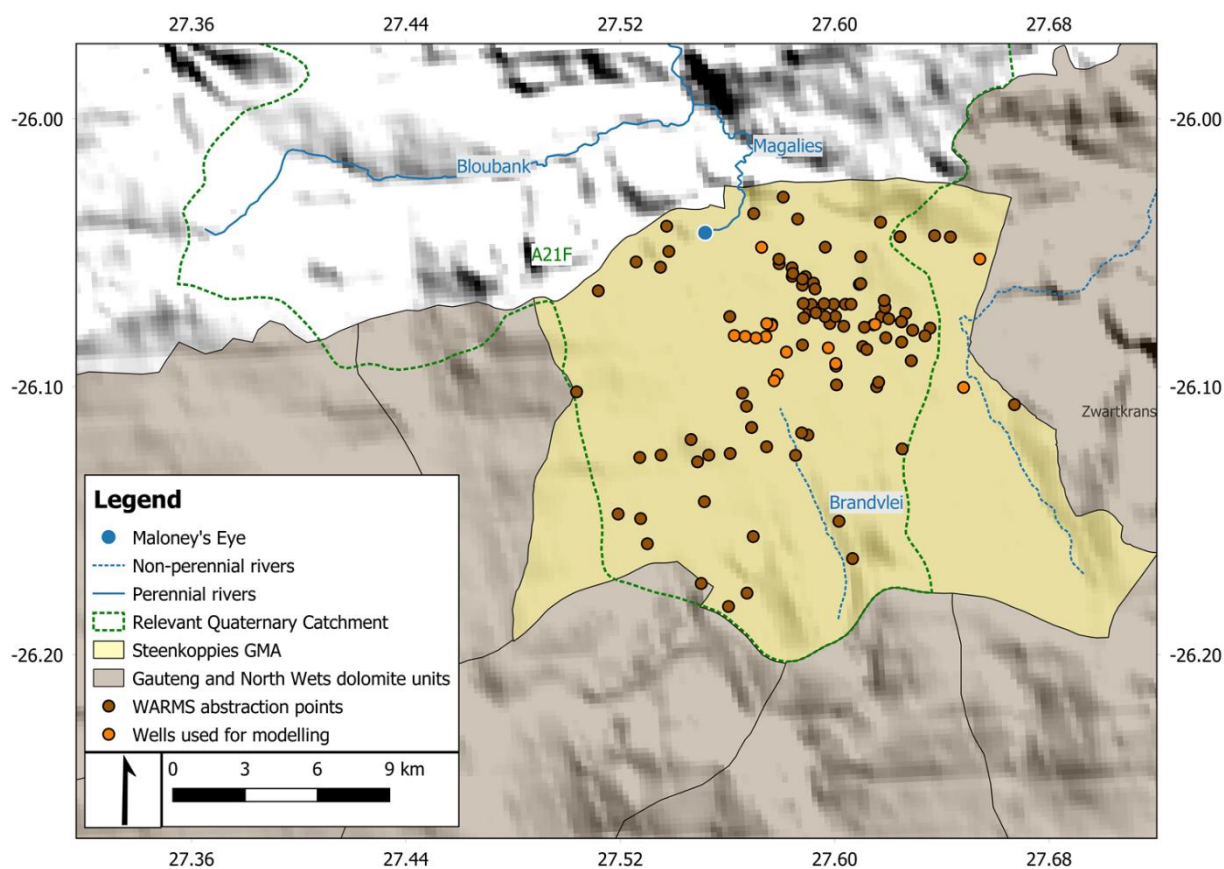 27.36 27.44 27.52 27.60 27.68
-26.00 -26.00
Magalies
Bloubank
A21F
-26.10 -26.10
Zwartkrans
Legend
Brandvlei
Maloney's Eye
Non-perennial rivers
Perennial rivers
Relevant Quaternary Catchment
Steenkoppies GMA
-26.20 -26.20
Gauteng and North Wets dolomite units
WARMS abstraction points
Wells used for modelling
0 3 6 9 km
27.36 27.44 27.52 27.60 27.68